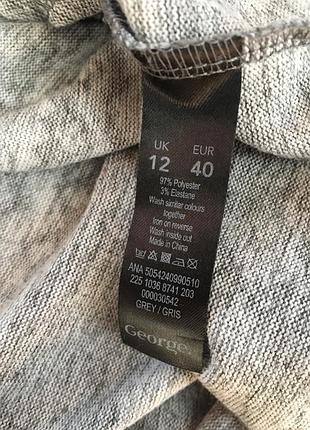 UK EUR
12 40
97% Polyester
3% Elastane
Wash similar colours
together
Iron on reverse
Wash inside out
Made in China
ANA 5054240990510
225 1036 8741 203
000030542
GREY / GRIS
George.